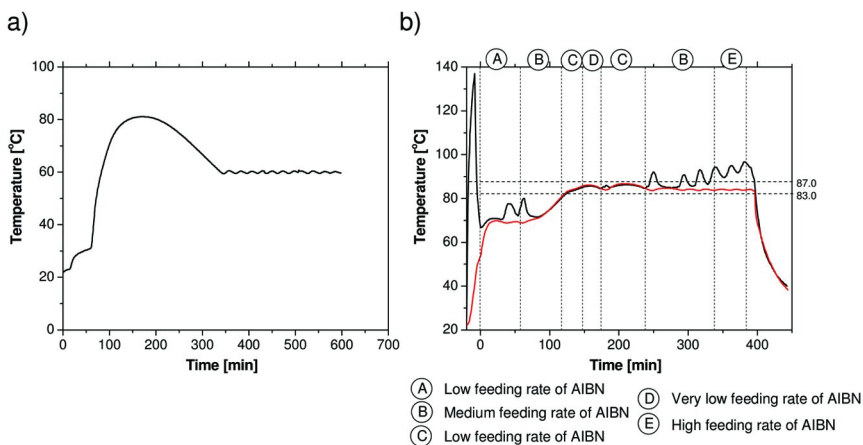 a)
b)
A B C D C B E
100
80
60
40
20
0
Temperature [°C]
0 100 200 300 400 500 600 700
Time [min]
140
120
100
80
60
40
20
Temperature [°C]
87.0
83.0
0 100 200 300 400
Time [min]
A Low feeding rate of AIBN
B Medium feeding rate of AIBN
C Low feeding rate of AIBN
D Very low feeding rate of AIBN
E High feeding rate of AIBN